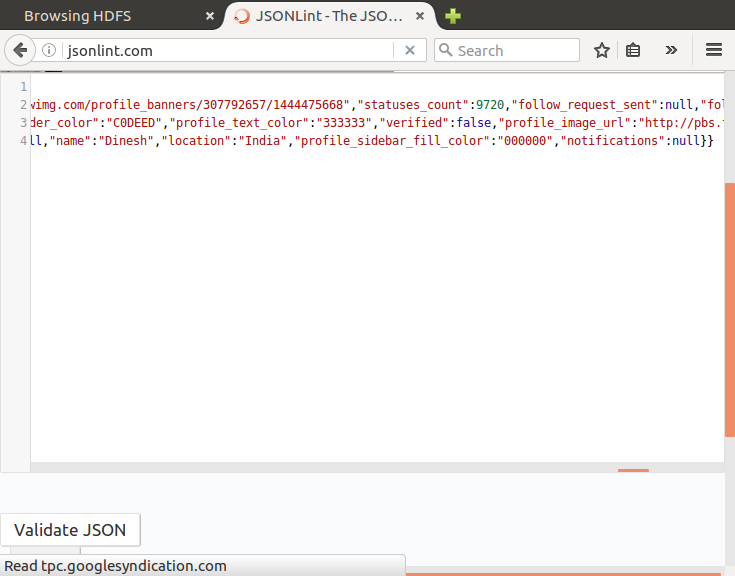 Browsing HDFS
JSONLint - The JSO...
jsonlint.com
Search
1
2 wimg.com/profile_banners/307792657/1444475668","statuses_count":9720,"follow_request_sent":null,"fol
3 der_color":"C0DEED","profile_text_color":"333333","verified":false,"profile_image_url":"http://pbs.t
4 ll,"name":"Dinesh","location":"India","profile_sidebar_fill_color":"000000","notifications":null}}
Validate JSON
Read tpc.googlesyndication.com